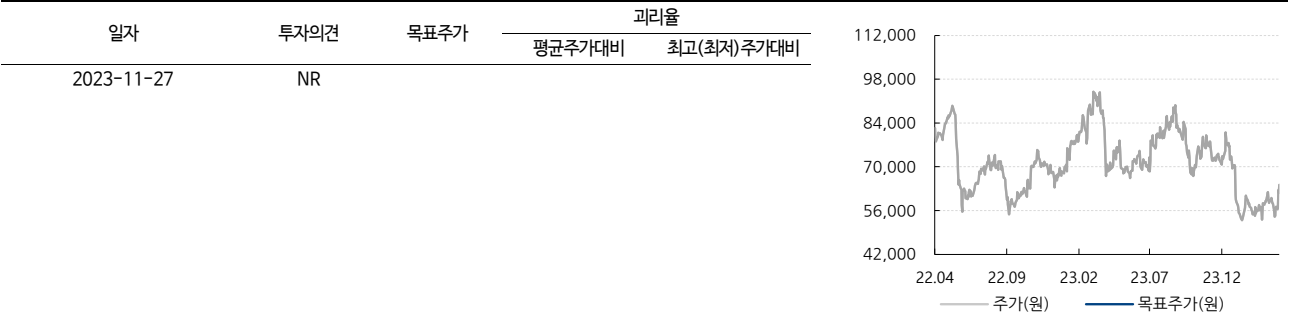 일자 투자의견 목표주가 괴리율
평균주가대비 최고(최저)주가대비
2023-11-27 NR
112,000
98,000
84,000
70,000
56,000
42,000
22.04 22.09 23.02 23.07 23.12
주가(원) 목표주가(원)